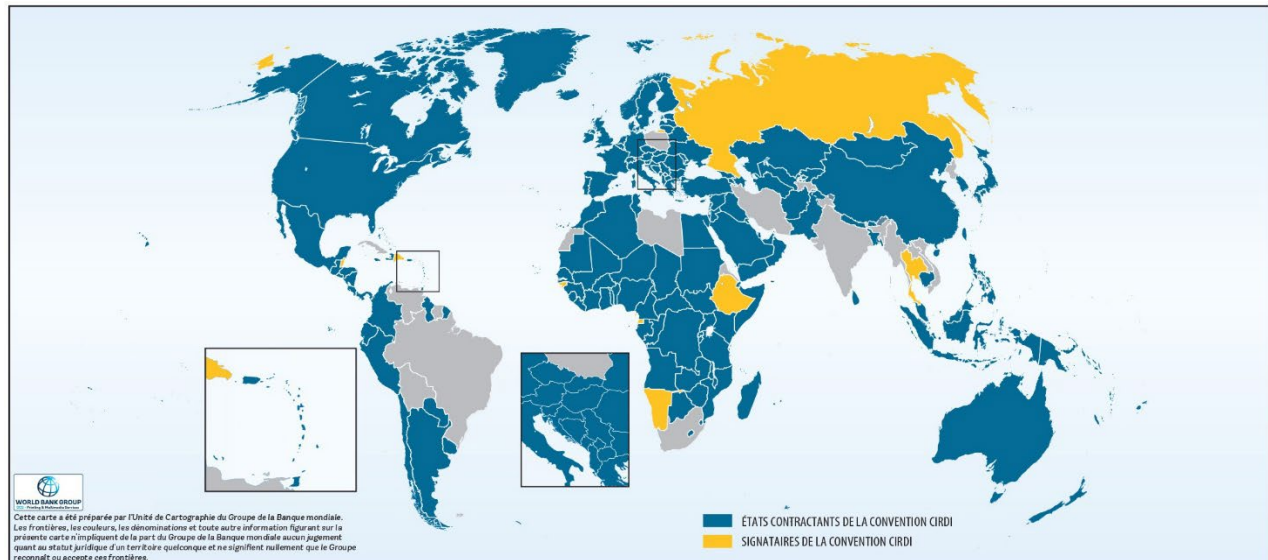 WORLD BANK GROUP
Cette carte a été préparée par l'Unité de Cartographie du Groupe de la Banque mondiale.
Les frontières, les couleurs, les dénominations et toute autre information figurant sur la
présente carte n'impliquent de la part du Groupe de la Banque mondiale aucun jugement
quant au statut juridique d'un territoire quelconque et ne signifient nullement que le Groupe
reconnaît ou accepte ces frontières.
ÉTATS CONTRACTANTS DE LA CONVENTION CIRDI
SIGNATAIRES DE LA CONVENTION CIRDI